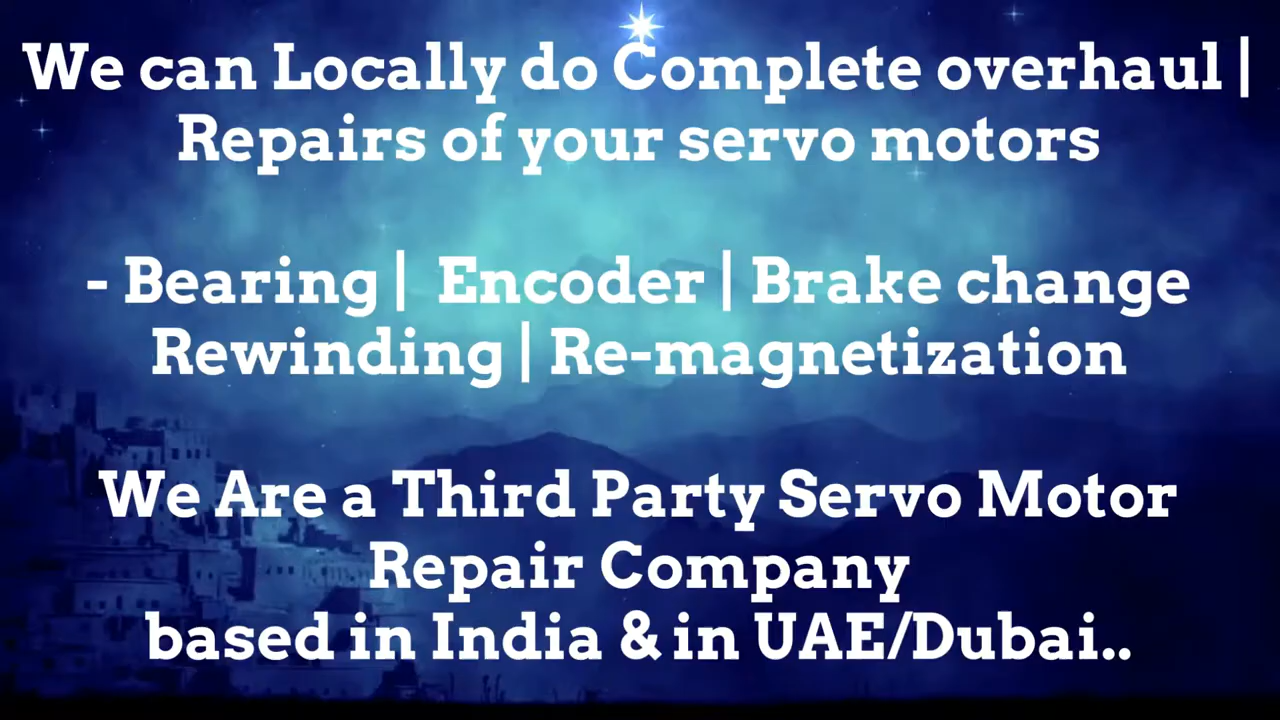 We can Locally do Complete overhaul |
Repairs of your servo motors
- Bearing | Encoder | Brake change
Rewinding | Re-magnetization
We Are a Third Party Servo Motor
Repair Company
based in India & in UAE/Dubai..